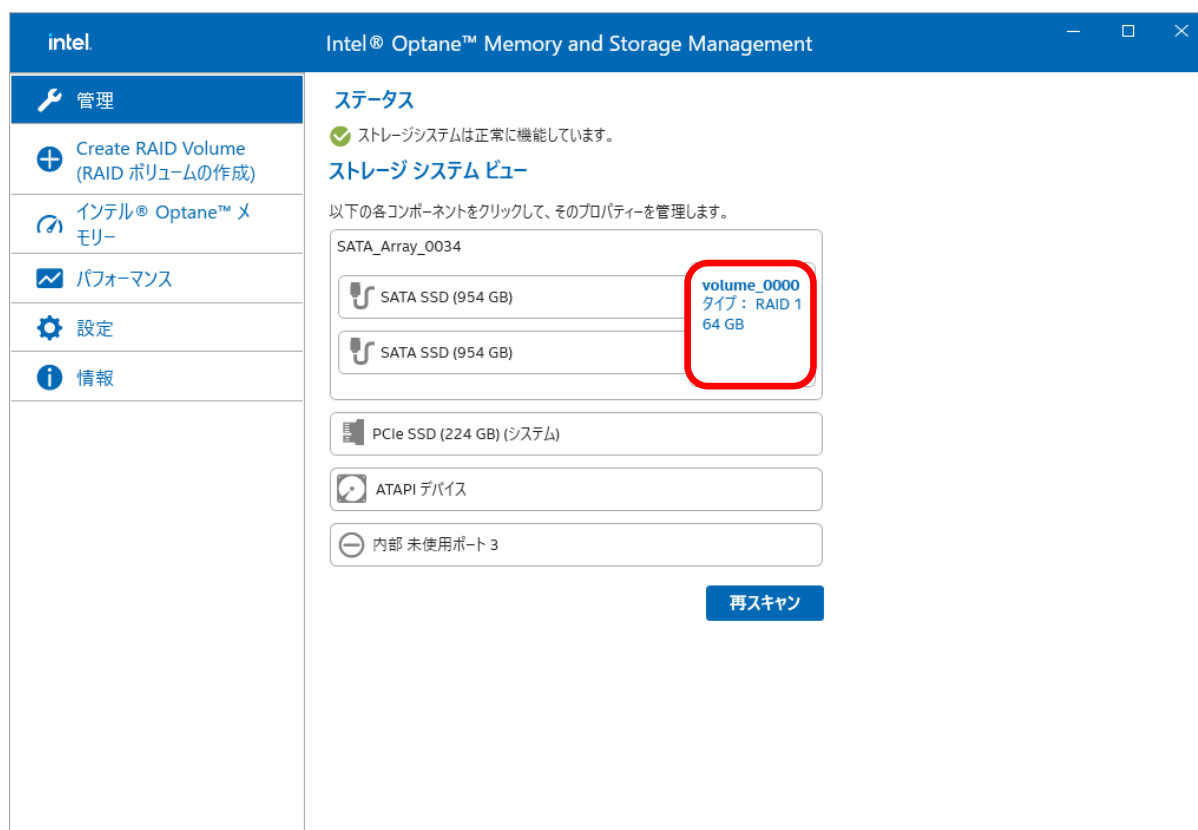 intel.
Intel® Optane™ Memory and Storage Management
管理
Create RAID Volume
(RAID ボリュームの作成)
インテル® Optane™ メ
モリー
パフォーマンス
設定
情報
ステータス
ストレージシステムは正常に機能しています。
ストレージ システム ビュー
以下の各コンポーネントをクリックして、そのプロパティーを管理します。
SATA_Array_0034
SATA SSD (954 GB)
SATA SSD (954 GB)
volume_0000
タイプ： RAID 1
64 GB
PCIe SSD (224 GB) (システム)
ATAPI デバイス
内部 未使用ポート 3
再スキャン